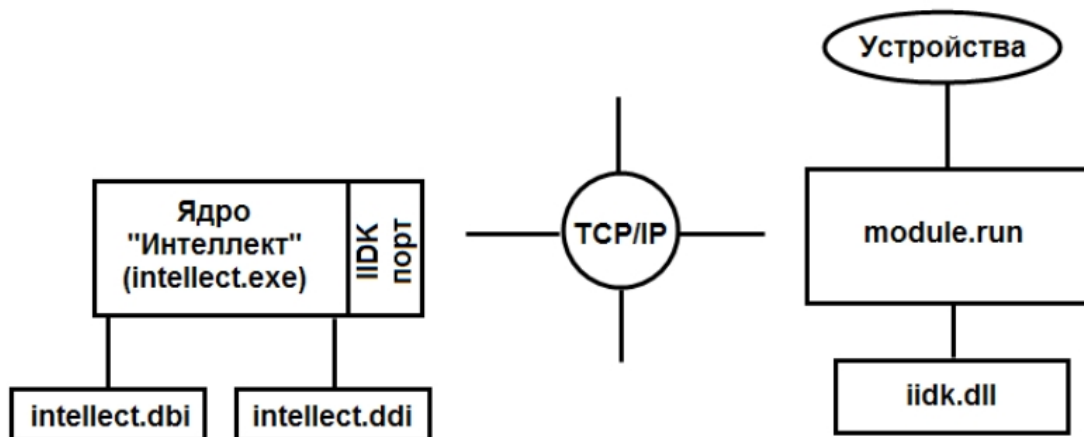 Устройства
Ядро
"Интеллект"
(intellect.exe)
IIDK
порт
TCP/IP
module.run
intellect.dbi
intellect.ddi
iidk.dll